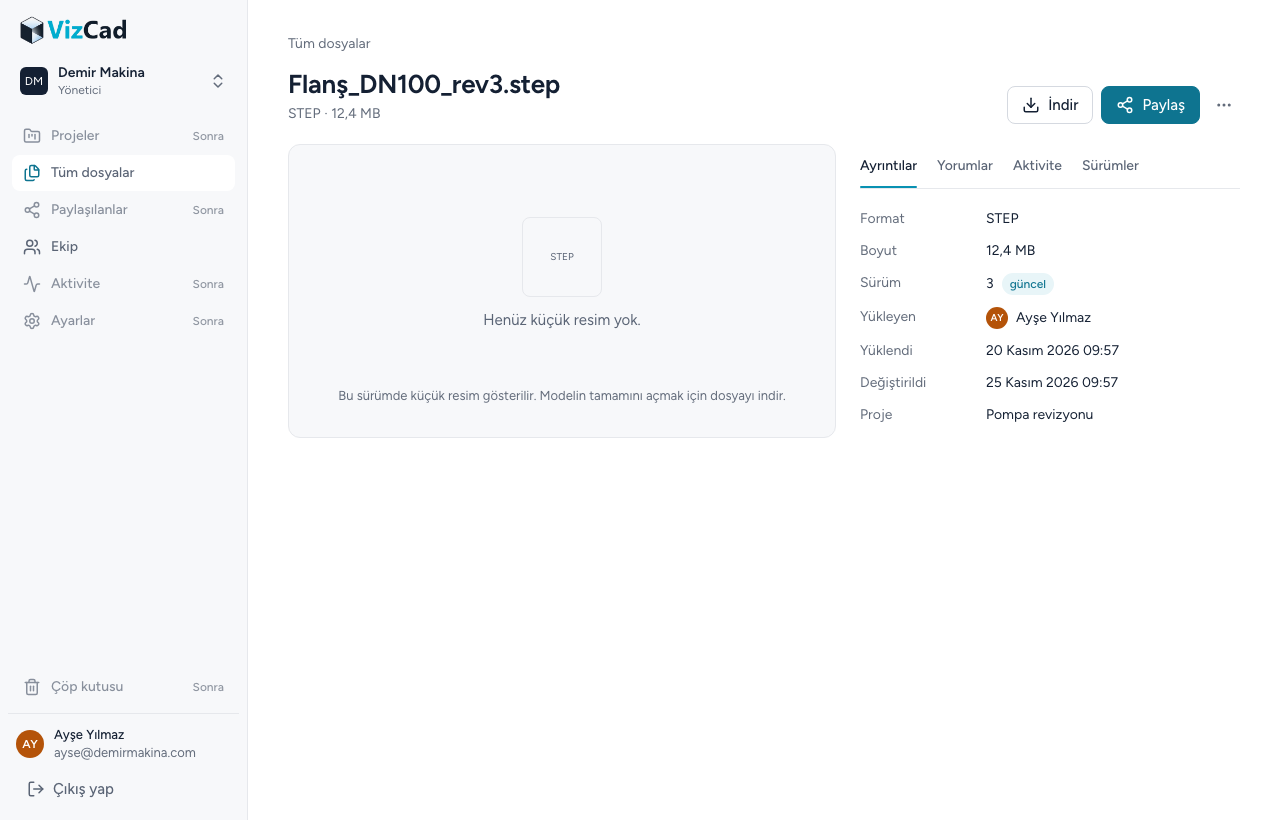 VizCad
DM
Demir Makina
Yönetici
Projeler Sonra
Tüm dosyalar
Paylaşılanlar Sonra
Ekip
Aktivite Sonra
Ayarlar Sonra
Çöp kutusu Sonra
AY
Ayşe Yılmaz
ayse@demirmakina.com
Çıkış yap
Tüm dosyalar
Flanş_DN100_rev3.step
STEP · 12,4 MB
İndir
Paylaş
STEP
Henüz küçük resim yok.
Bu sürümde küçük resim gösterilir. Modelin tamamını açmak için dosyayı indir.
Ayrıntılar Yorumlar Aktivite Sürümler
Format STEP
Boyut 12,4 MB
Sürüm 3 güncel
Yükleyen AY Ayşe Yılmaz
Yüklendi 20 Kasım 2026 09:57
Değiştirildi 25 Kasım 2026 09:57
Proje Pompa revizyonu